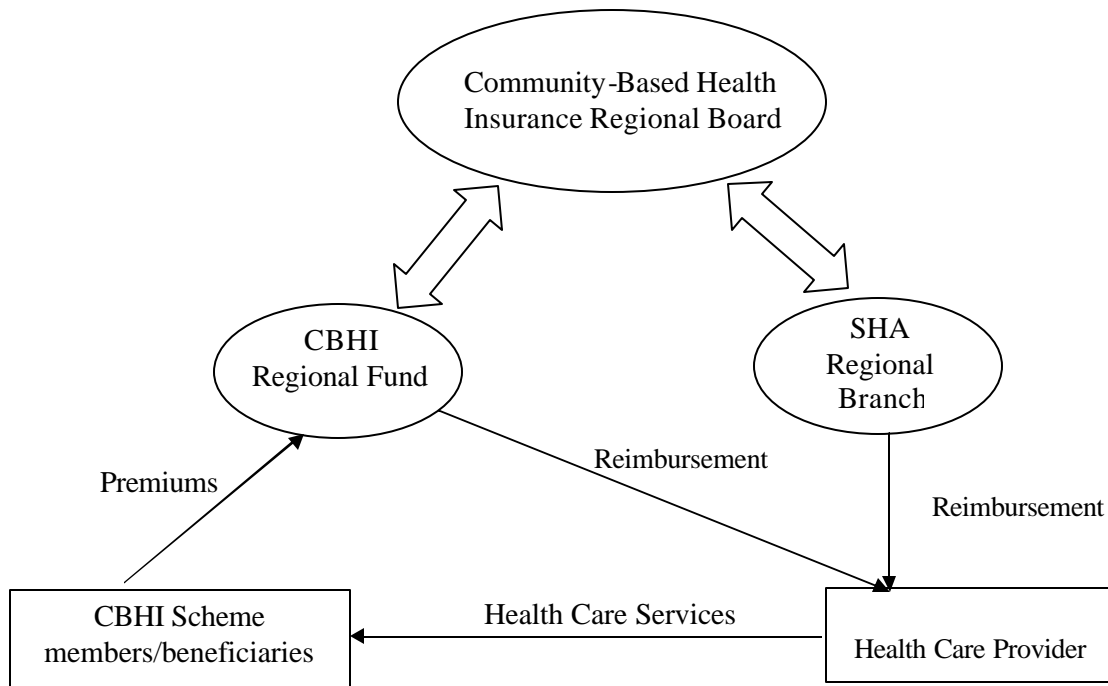 Community-Based Health
Insurance Regional Board
CBHI
Regional Fund
SHA
Regional
Branch
Reimbursement
Premiums
Reimbursement
CBHI Scheme
members/beneficiaries
Health Care Services
Health Care Provider